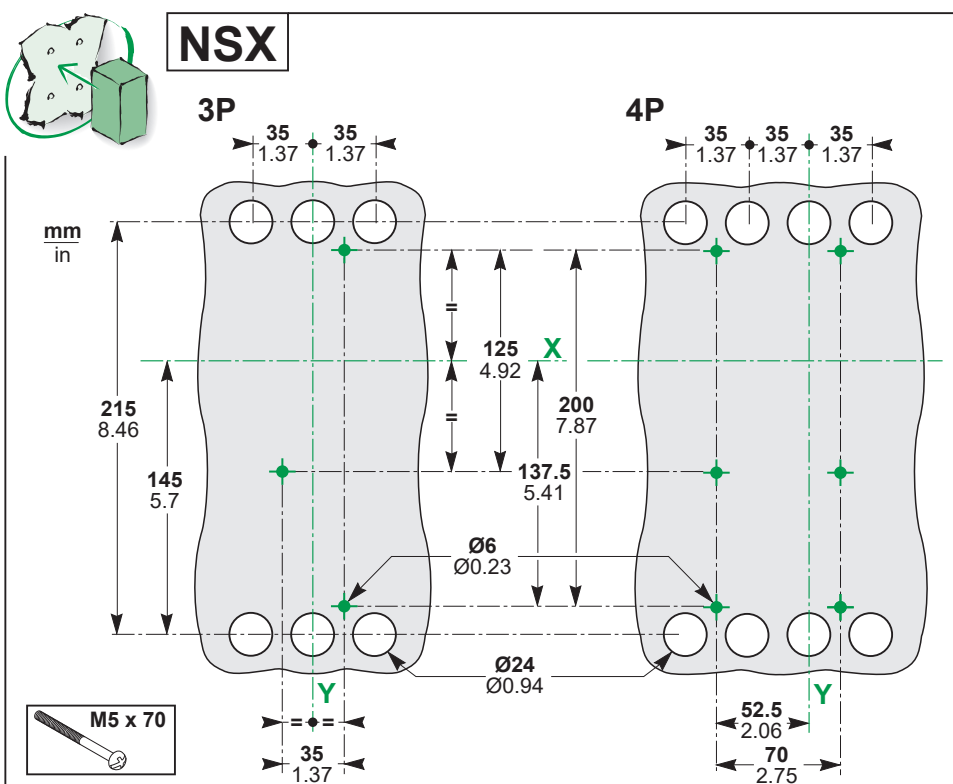 NSX
3P
4P
35 35
1.37 1.37
35 35 35
1.37 1.37 1.37
mm
in
=
125
4.92
X
215
8.46
200
7.87
=
145
5.7
137.5
5.41
Ø6
Ø0.23
Ø24
Ø0.94
Y
Y
M5 x 70
= =
35
1.37
52.5
2.06
70
2.75